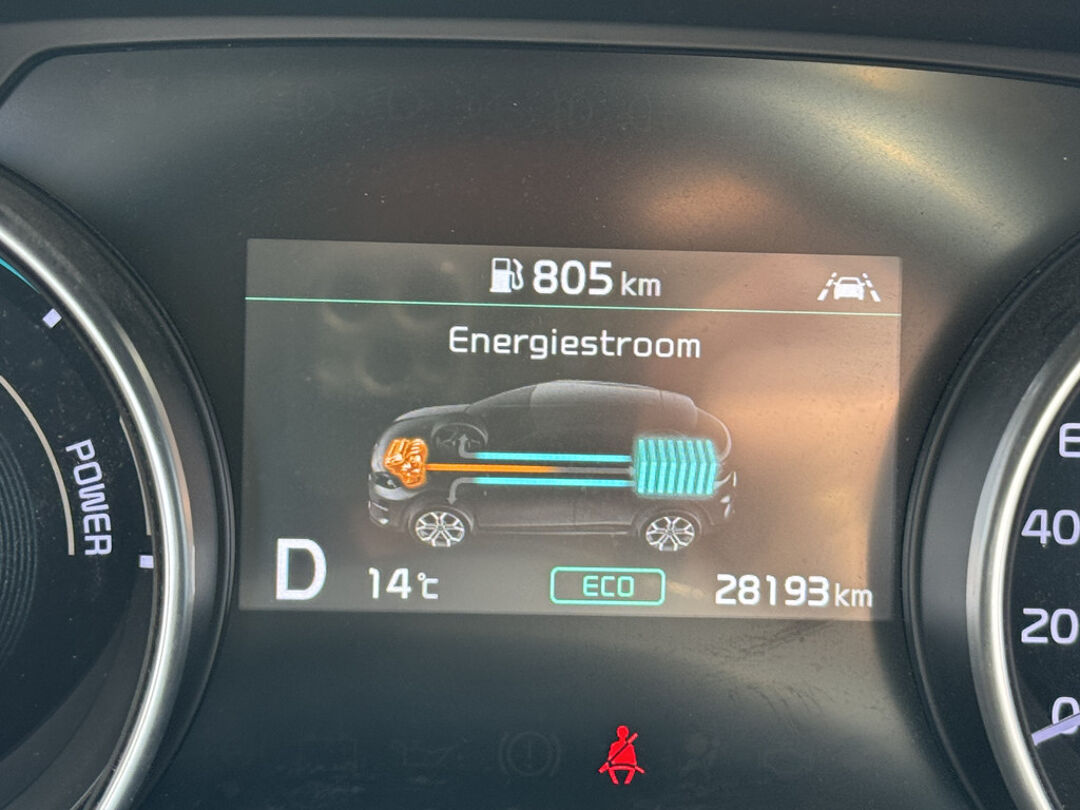 805 km
Energiestroom
POWER
D
14°C
ECO
28193 km
40
20
0